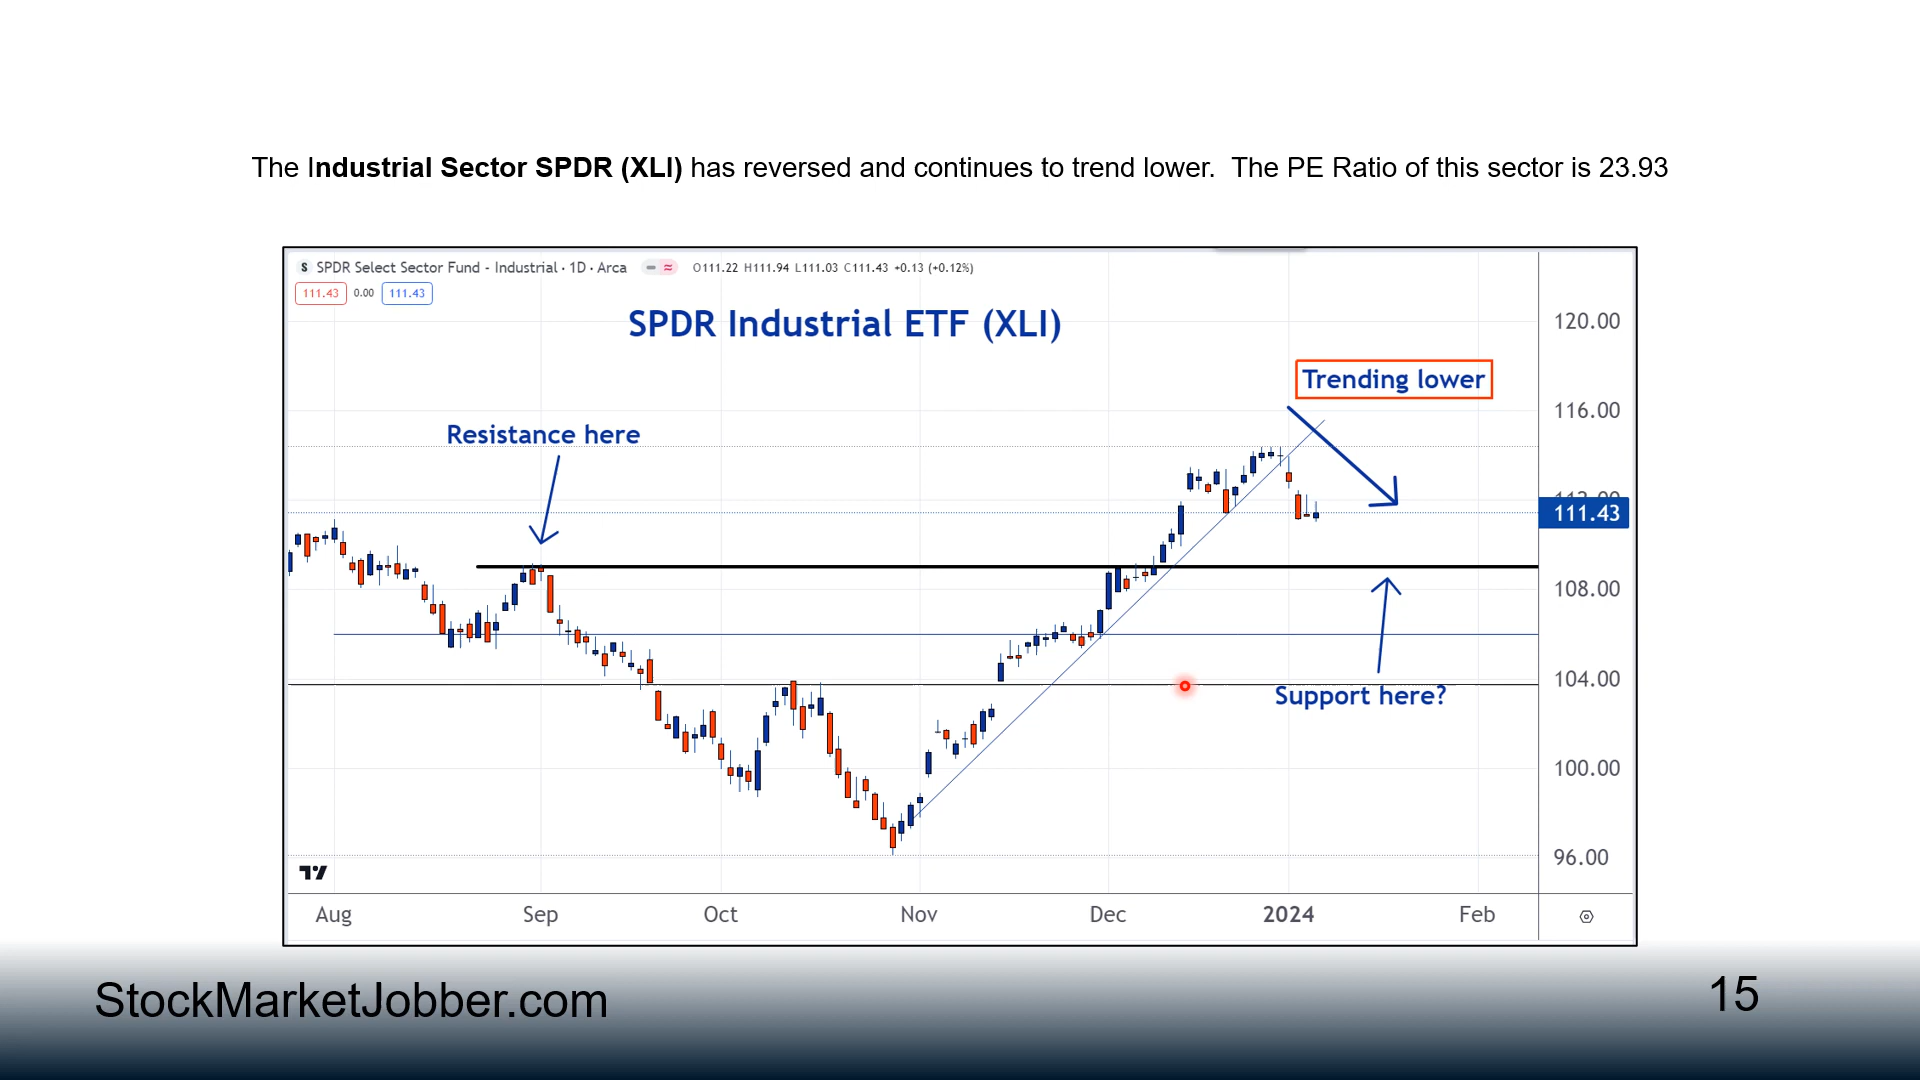 The Industrial Sector SPDR (XLI) has reversed and continues to trend lower.  The PE Ratio of this sector is 23.93
S SPDR Select Sector Fund - Industrial · 1D · Arca O111.22 H111.94 L111.03 C111.43 +0.13 (+0.12%)
111.43 0.00 111.43
SPDR Industrial ETF (XLI)
120.00
Trending lower
116.00
Resistance here
112.00
111.43
108.00
104.00
Support here?
100.00
96.00
Aug Sep Oct Nov Dec 2024 Feb
StockMarketJobber.com
15